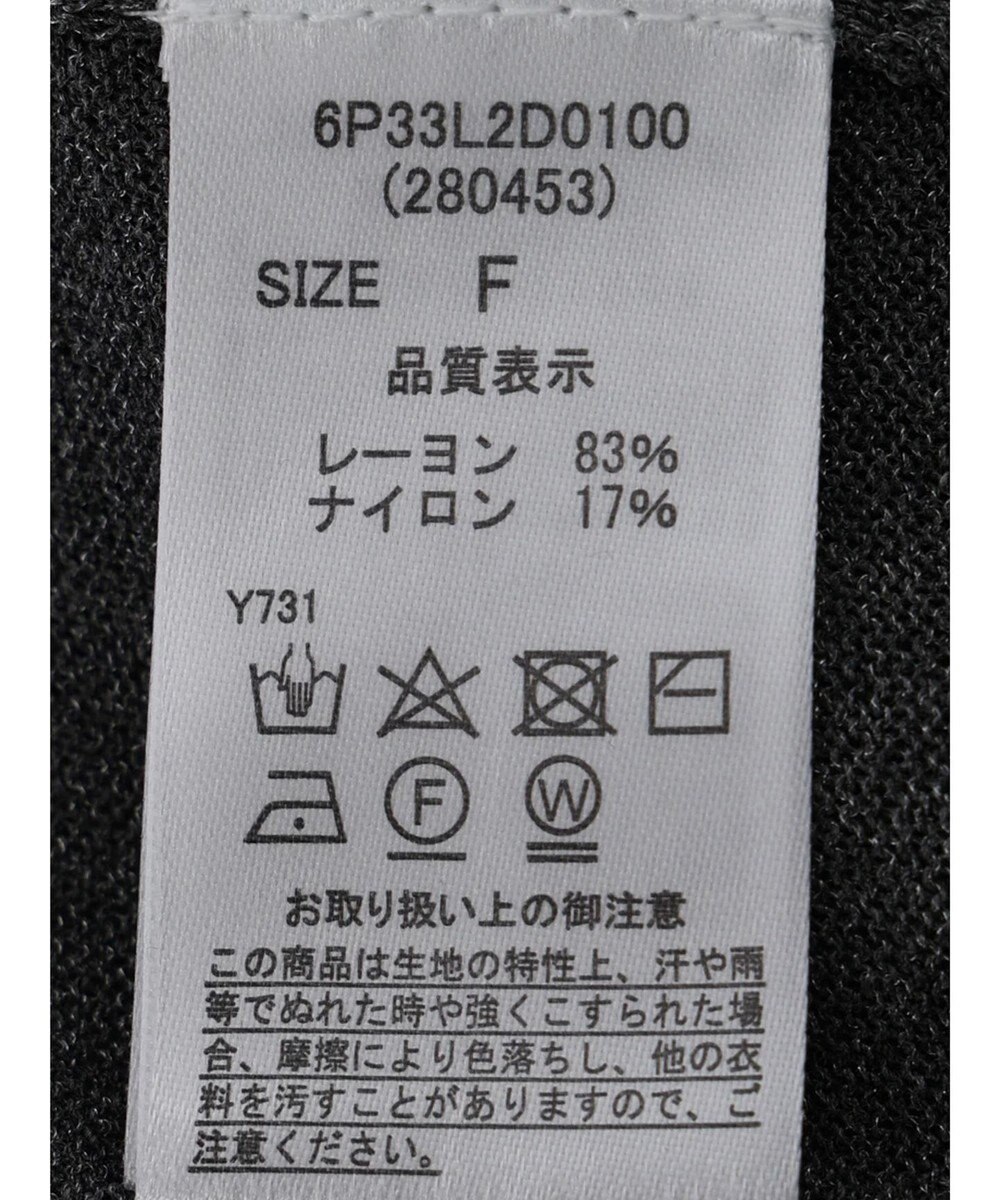 6P33L2D0100
(280453)
SIZE F
品質表示
レーヨン 83%
ナイロン 17%
Y731
F W
お取り扱い上の御注意
この商品は生地の特性上、汗や雨
等でぬれた時や強くこすられた場
合、摩擦により色落ちし、他の衣
料を汚すことがありますので、ご
注意ください。